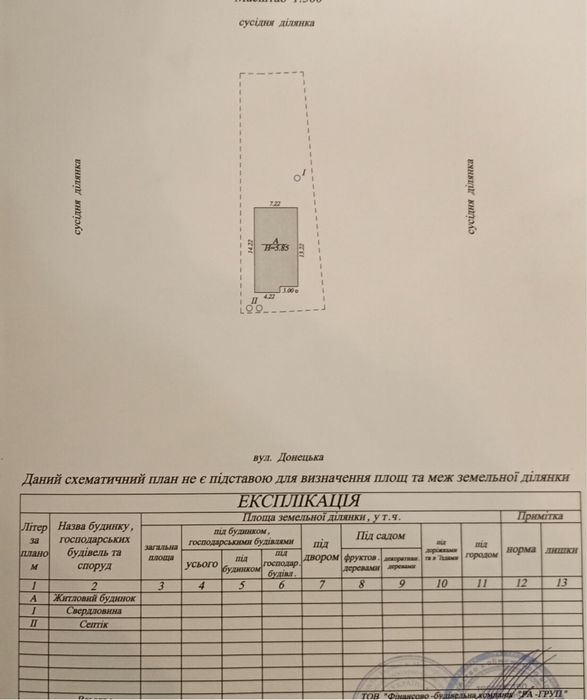 Масштаб 1:500
сусідня ділянка
сусідня ділянка
сусідня ділянка
I
7.22
14.22
А
Н=5.85
13.22
3.00
4.22
II
вул. Донецька
Даний схематичний план не є підставою для визначення площ та меж земельної ділянки
ЕКСПЛІКАЦІЯ
Літер за планом
Назва будинку, господарських будівель та споруд
Площа земельної ділянки, у т.ч.
Примітка
загальна площа
під будинком, господарськими будівлями
усього
під будинком
під господар. будівл.
під двором
Під садом
фруктов. деревами
декоративн. деревами
під доріжками та в'їздами
під городом
норма
лишки
1 2 3 4 5 6 7 8 9 10 11 12 13
А Житловий будинок
I Свердловина
II Септік
ТОВ "Фінансово-будівельна компанія "РА-ГРУП"